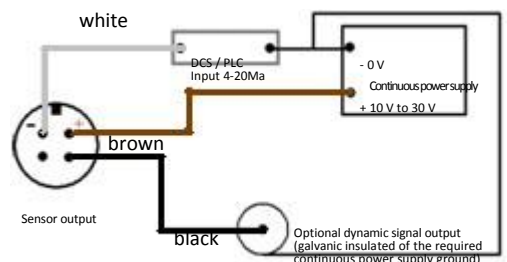 white
DCS / PLC
Input 4-20Ma
- 0 V
Continuous power supply
+ 10 V to 30 V
-
+
brown
Sensor output
black
Optional dynamic signal output
(galvanic insulated of the required
continuous power supply ground)